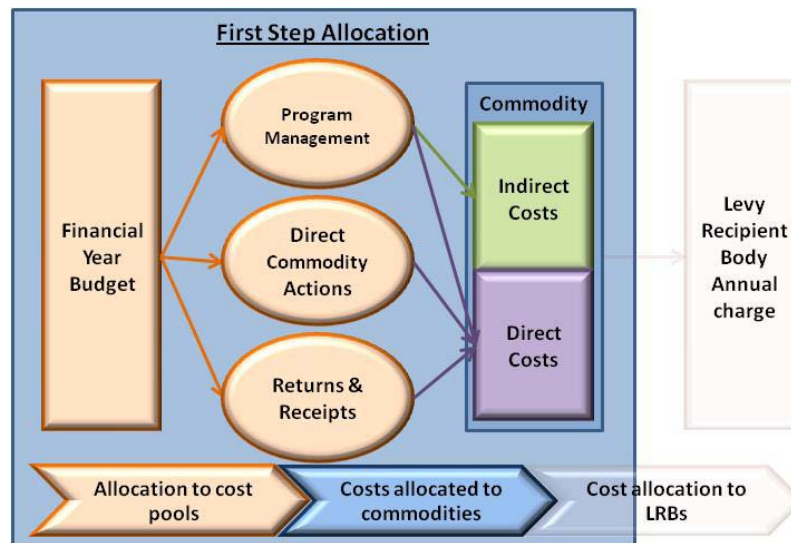 First Step Allocation
Financial
Year
Budget
Program
Management
Direct
Commodity
Actions
Returns &
Receipts
Commodity
Indirect
Costs
Direct
Costs
Levy
Recipient
Body
Annual
charge
Allocation to cost
pools
Costs allocated to
commodities
Cost allocation to
LRBs